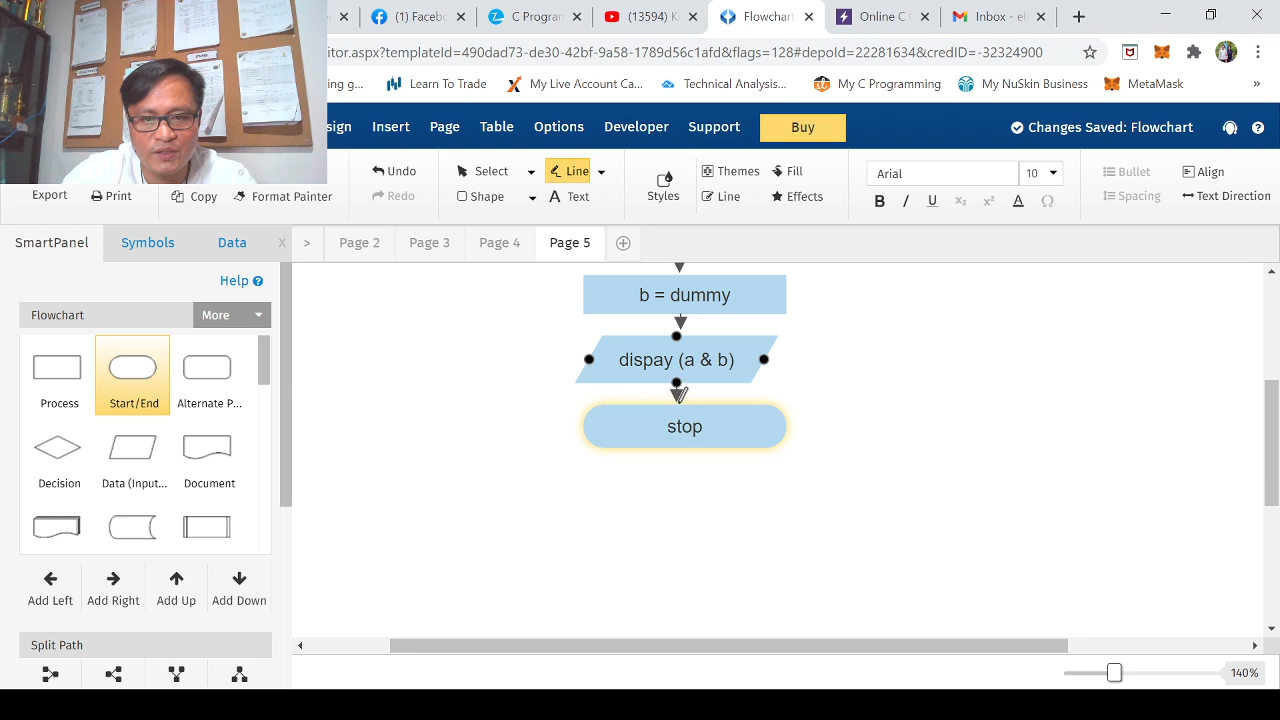 (1) Faceb
C Progran
(13594) K
Flowchart
Online C
Inbox - el
itor.aspx?templateId=490dad73-de30-42bf-9a58-1789d56c1afd&flags=128#depoId=22281634&credID=-32324900
ng g...
Learn To Trade
My Live Account Ca...
Technical Analysis...
My C Programming
My NuSkin Business
MetaMask
»
sign
Insert
Page
Table
Options
Developer
Support
Buy
Changes Saved: Flowchart
Undo
Select
Line
Themes
Fill
Arial
10
Bullet
Align
Export
Print
Redo
Copy
Format Painter
Shape
Text
Styles
Line
Effects
B I U X₂ X² A Ω
Spacing
Text Direction
SmartPanel
Symbols
Data
X
>
Page 2
Page 3
Page 4
Page 5
Help
Flowchart
More
Process
Start/End
Alternate P...
Decision
Data (Input...
Document
Add Left
Add Right
Add Up
Add Down
Split Path
b = dummy
dispay (a & b)
stop
140%